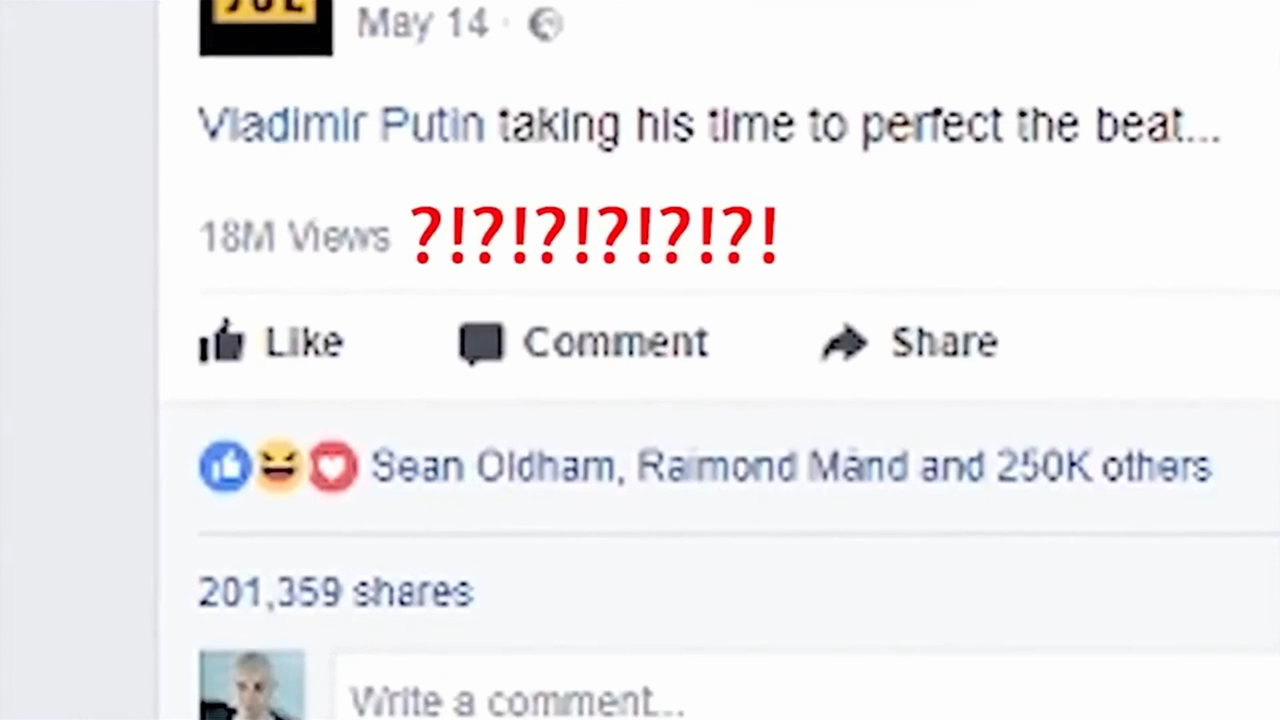 May 14
Vladimir Putin taking his time to perfect the beat...
18M Views ?!?!?!?!?!?!
Like Comment Share
Sean Oldham, Raimond Mänd and 250K others
201,359 shares
Write a comment...